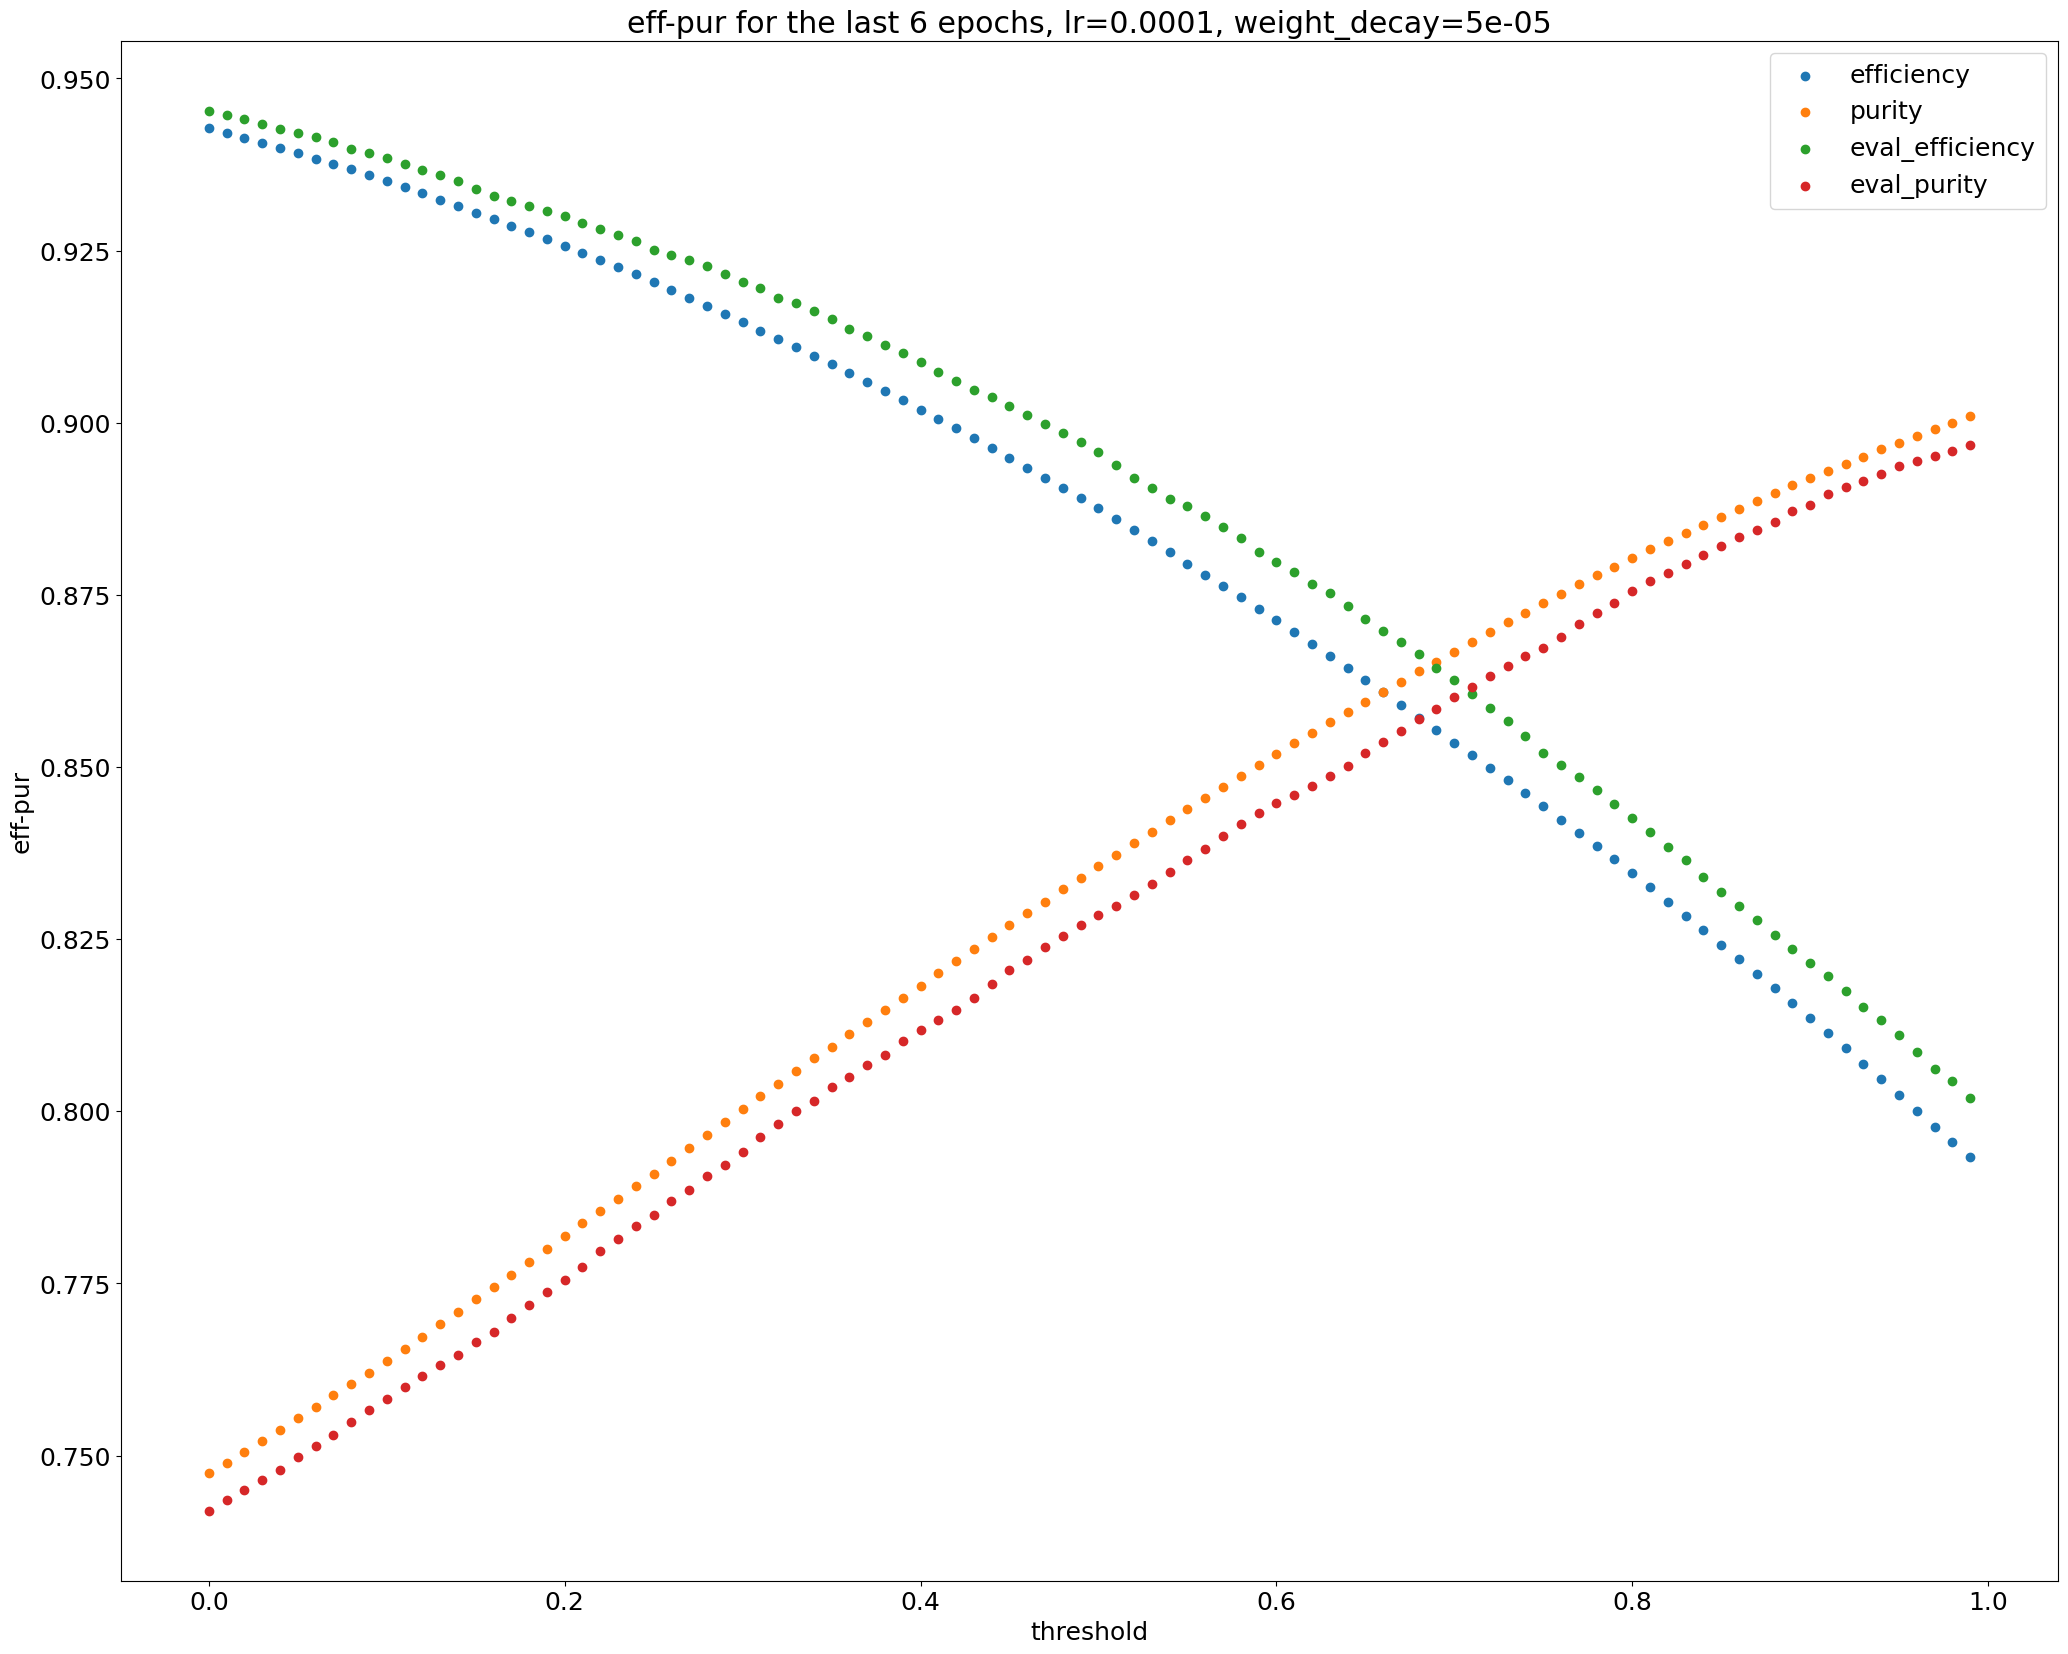 eff-pur for the last 6 epochs, lr=0.0001, weight_decay=5e-05
efficiency
purity
eval_efficiency
eval_purity
0.950
0.925
0.900
0.875
0.850
0.825
0.800
0.775
0.750
eff-pur
0.0 0.2 0.4 0.6 0.8 1.0
threshold